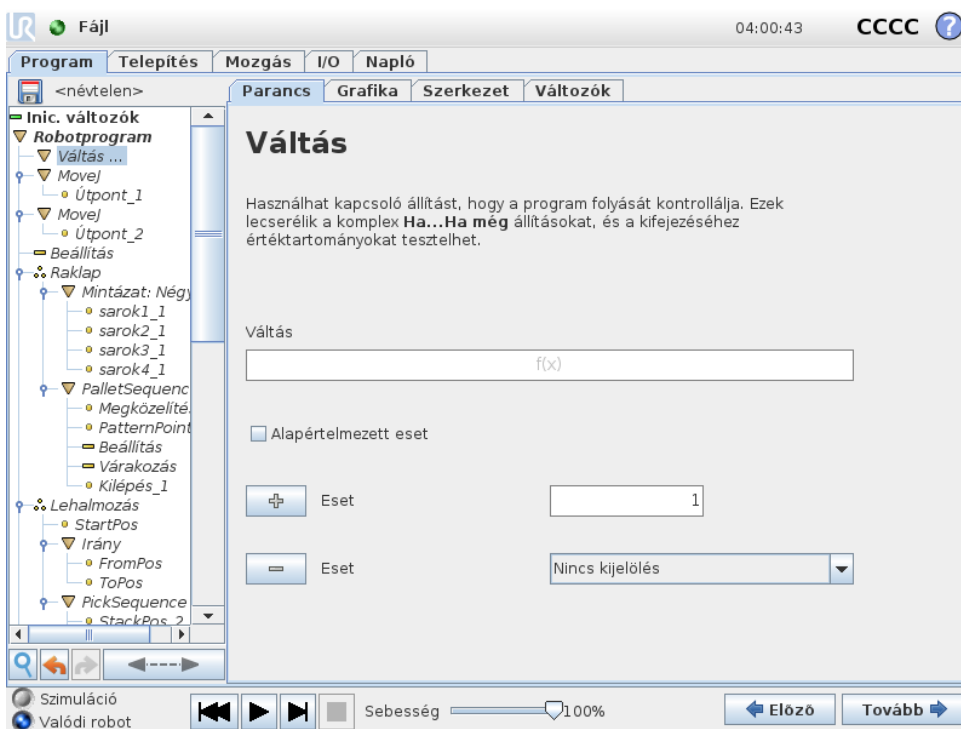 UR Fájl 04:00:43 CCCC ?
Program Telepítés Mozgás I/O Napló
<névtelen>
Parancs Grafika Szerkezet Változók
Inic. változók
Robotprogram
Váltás ...
MoveJ
Útpont_1
MoveJ
Útpont_2
Beállítás
Raklap
Mintázat: Négy
sarok1_1
sarok2_1
sarok3_1
sarok4_1
PalletSequenc
Megközelíté
PatternPoint
Beállítás
Várakozás
Kilépés_1
Lehalmozás
StartPos
Irány
FromPos
ToPos
PickSequence
StackPos_2
Váltás
Használhat kapcsoló állítást, hogy a program folyását kontrollálja. Ezek
lecserélik a komplex Ha...Ha még állításokat, és a kifejezéséhez
értéktartományokat tesztelhet.
Váltás
f(x)
Alapértelmezett eset
Eset 1
Eset Nincs kijelölés
Szimuláció
Valódi robot
Sebesség 100%
Előző Tovább